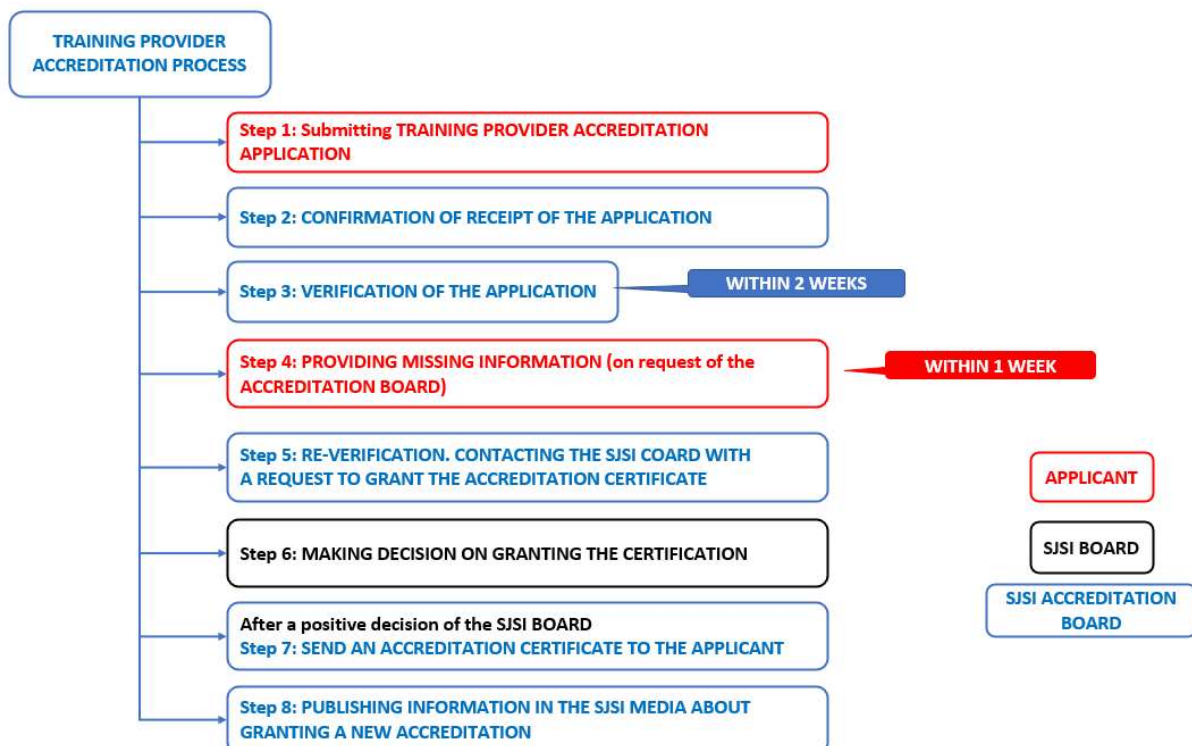 TRAINING PROVIDER
ACCREDITATION PROCESS
Step 1: Submitting TRAINING PROVIDER ACCREDITATION
APPLICATION
Step 2: CONFIRMATION OF RECEIPT OF THE APPLICATION
Step 3: VERIFICATION OF THE APPLICATION
WITHIN 2 WEEKS
Step 4: PROVIDING MISSING INFORMATION (on request of the
ACCREDITATION BOARD)
WITHIN 1 WEEK
Step 5: RE-VERIFICATION. CONTACTING THE SJSI COARD WITH
A REQUEST TO GRANT THE ACCREDITATION CERTIFICATE
Step 6: MAKING DECISION ON GRANTING THE CERTIFICATION
After a positive decision of the SJSI BOARD
Step 7: SEND AN ACCREDITATION CERTIFICATE TO THE APPLICANT
Step 8: PUBLISHING INFORMATION IN THE SJSI MEDIA ABOUT
GRANTING A NEW ACCREDITATION
APPLICANT
SJSI BOARD
SJSI ACCREDITATION
BOARD